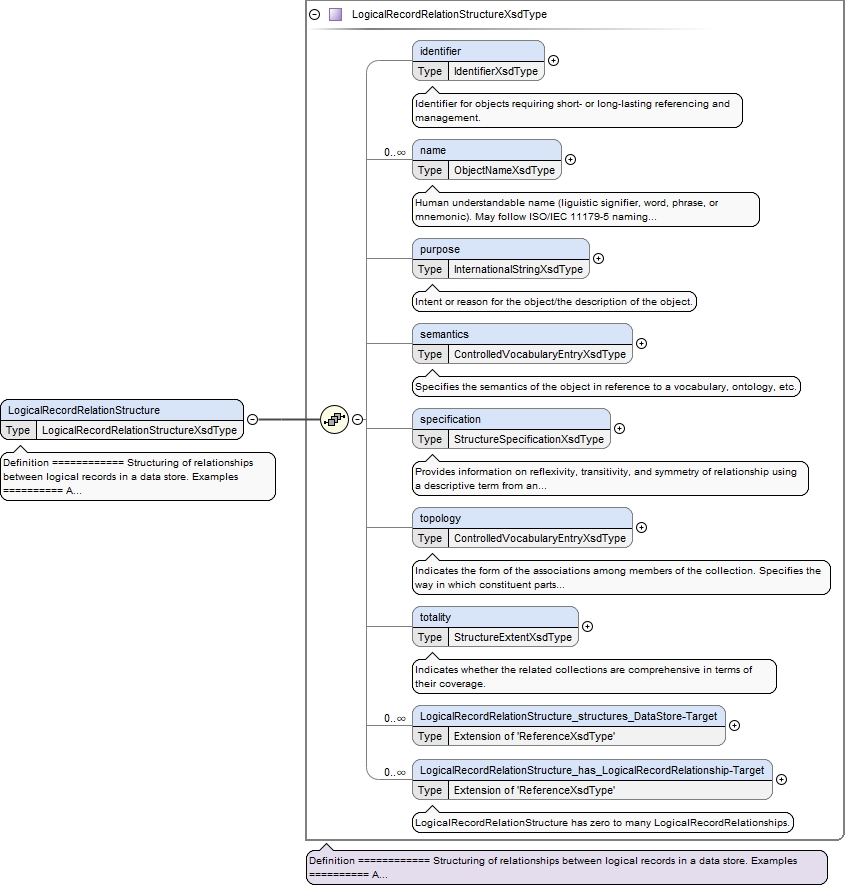 LogicalRecordRelationStructureXsdType
identifier
Type IdentifierXsdType
Identifier for objects requiring short- or long-lasting referencing and
management.
0..∞
name
Type ObjectNameXsdType
Human understandable name (liguistic signifier, word, phrase, or
mnemonic). May follow ISO/IEC 11179-5 naming...
purpose
Type InternationalStringXsdType
Intent or reason for the object/the description of the object.
semantics
Type ControlledVocabularyEntryXsdType
Specifies the semantics of the object in reference to a vocabulary, ontology, etc.
LogicalRecordRelationStructure
Type LogicalRecordRelationStructureXsdType
Definition ============ Structuring of relationships
between logical records in a data store. Examples
========== A...
specification
Type StructureSpecificationXsdType
Provides information on reflexivity, transitivity, and symmetry of relationship using
a descriptive term from an...
topology
Type ControlledVocabularyEntryXsdType
Indicates the form of the associations among members of the collection. Specifies the
way in which constituent parts...
totality
Type StructureExtentXsdType
Indicates whether the related collections are comprehensive in terms of
their coverage.
0..∞
LogicalRecordRelationStructure_structures_DataStore-Target
Type Extension of 'ReferenceXsdType'
0..∞
LogicalRecordRelationStructure_has_LogicalRecordRelationship-Target
Type Extension of 'ReferenceXsdType'
LogicalRecordRelationStructure has zero to many LogicalRecordRelationships.
Definition ============ Structuring of relationships between logical records in a data store. Examples
========== A...